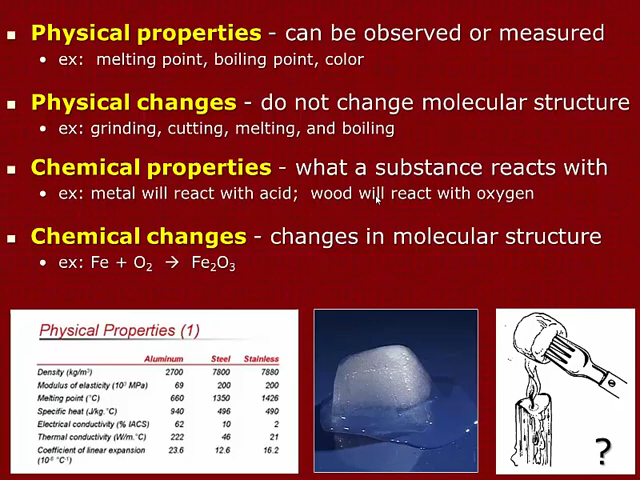 Physical properties - can be observed or measured
ex: melting point, boiling point, color
Physical changes - do not change molecular structure
ex: grinding, cutting, melting, and boiling
Chemical properties - what a substance reacts with
ex: metal will react with acid; wood will react with oxygen
Chemical changes - changes in molecular structure
ex: Fe + O₂ → Fe₂O₃
Physical Properties (1)
Aluminum Steel Stainless
Density (kg/m³) 2700 7800 7880
Modulus of elasticity (10³ MPa) 69 200 200
Melting point (°C) 660 1350 1426
Specific heat (J/kg.°C) 940 496 490
Electrical conductivity (% IACS) 62 10 2
Thermal conductivity (W/m.°C) 222 46 21
Coefficient of linear expansion 23.6 12.6 16.2
(10⁻⁶ °C⁻¹)
?